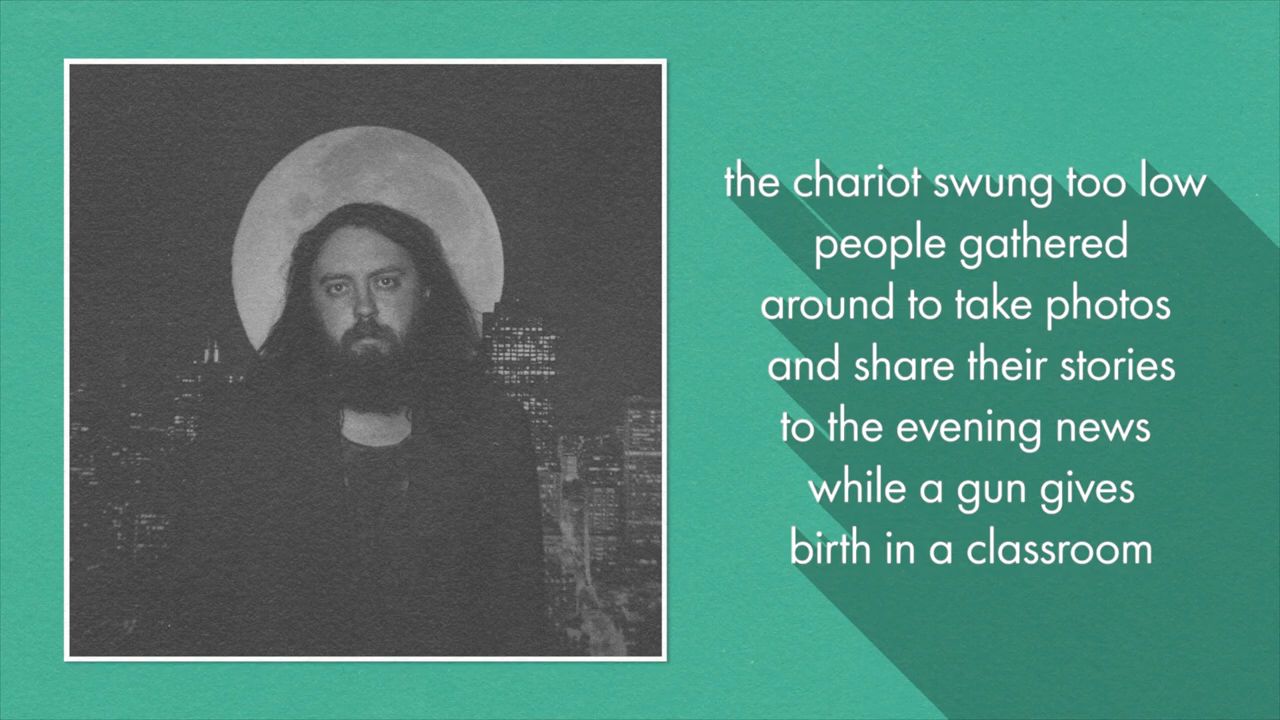 the chariot swung too low
people gathered
around to take photos
and share their stories
to the evening news
while a gun gives
birth in a classroom